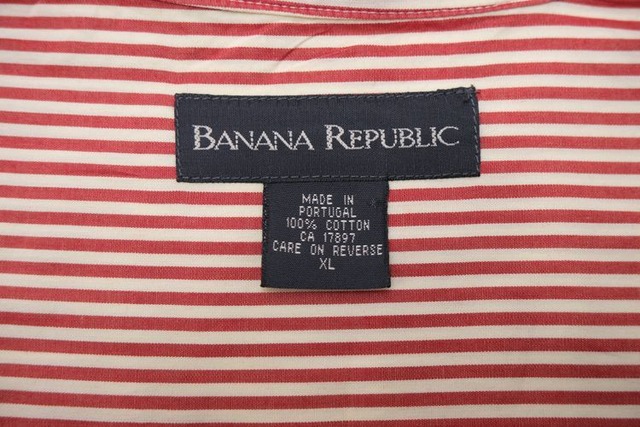 BANANA REPUBLIC
MADE IN
PORTUGAL
100% COTTON
CA 17897
CARE ON REVERSE
XL